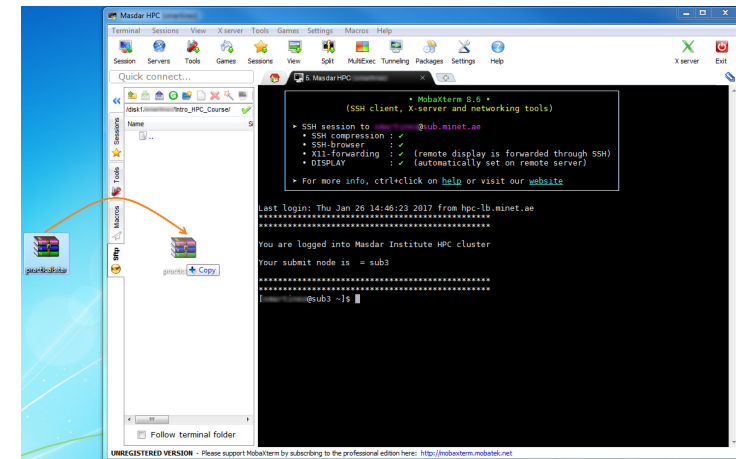 Masdar HPC
Terminal Sessions View X server Tools Games Settings Macros Help
Session Servers Tools Games Sessions View Split MultiExec Tunneling Packages Settings Help X server Exit
Quick connect...
5. Masdar HPC
/disk1 /Intro_HPC_Course/
Name Si
..
Sessions
Tools
Macros
Sftp
• MobaXterm 8.6 •
(SSH client, X-server and networking tools)
➤ SSH session to @sub.minet.ae
• SSH compression : ✔
• SSH-browser : ✔
• X11-forwarding : ✔ (remote display is forwarded through SSH)
• DISPLAY : ✔ (automatically set on remote server)
➤ For more info, ctrl+click on help or visit our website
Last login: Thu Jan 26 14:46:23 2017 from hpc-lb.minet.ae
**************************************************
**************************************************
You are logged into Masdar Institute HPC cluster
Your submit node is = sub3
**************************************************
**************************************************
[ @sub3 ~]$
practicals.tar
Copy
Follow terminal folder
UNREGISTERED VERSION - Please support MobaXterm by subscribing to the professional edition here: http://mobaxterm.mobatek.net